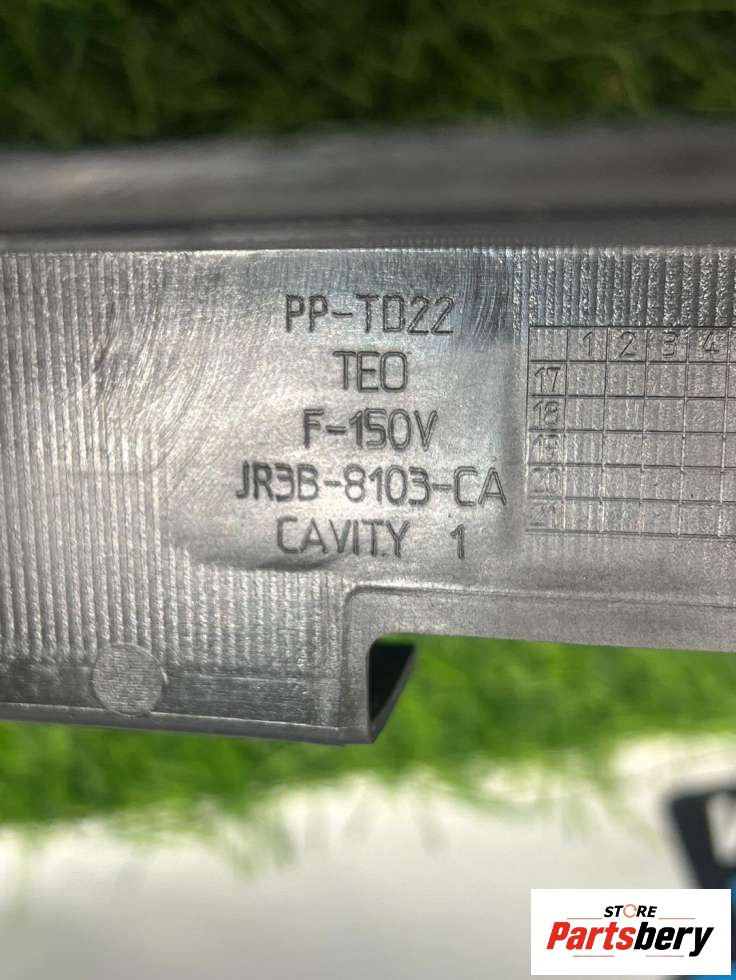 PP-TD22
TEO
F-150V
JR3B-8103-CA
CAVITY 1
1 2 3 4
17
18
19
20
21
STORE
Partsbery